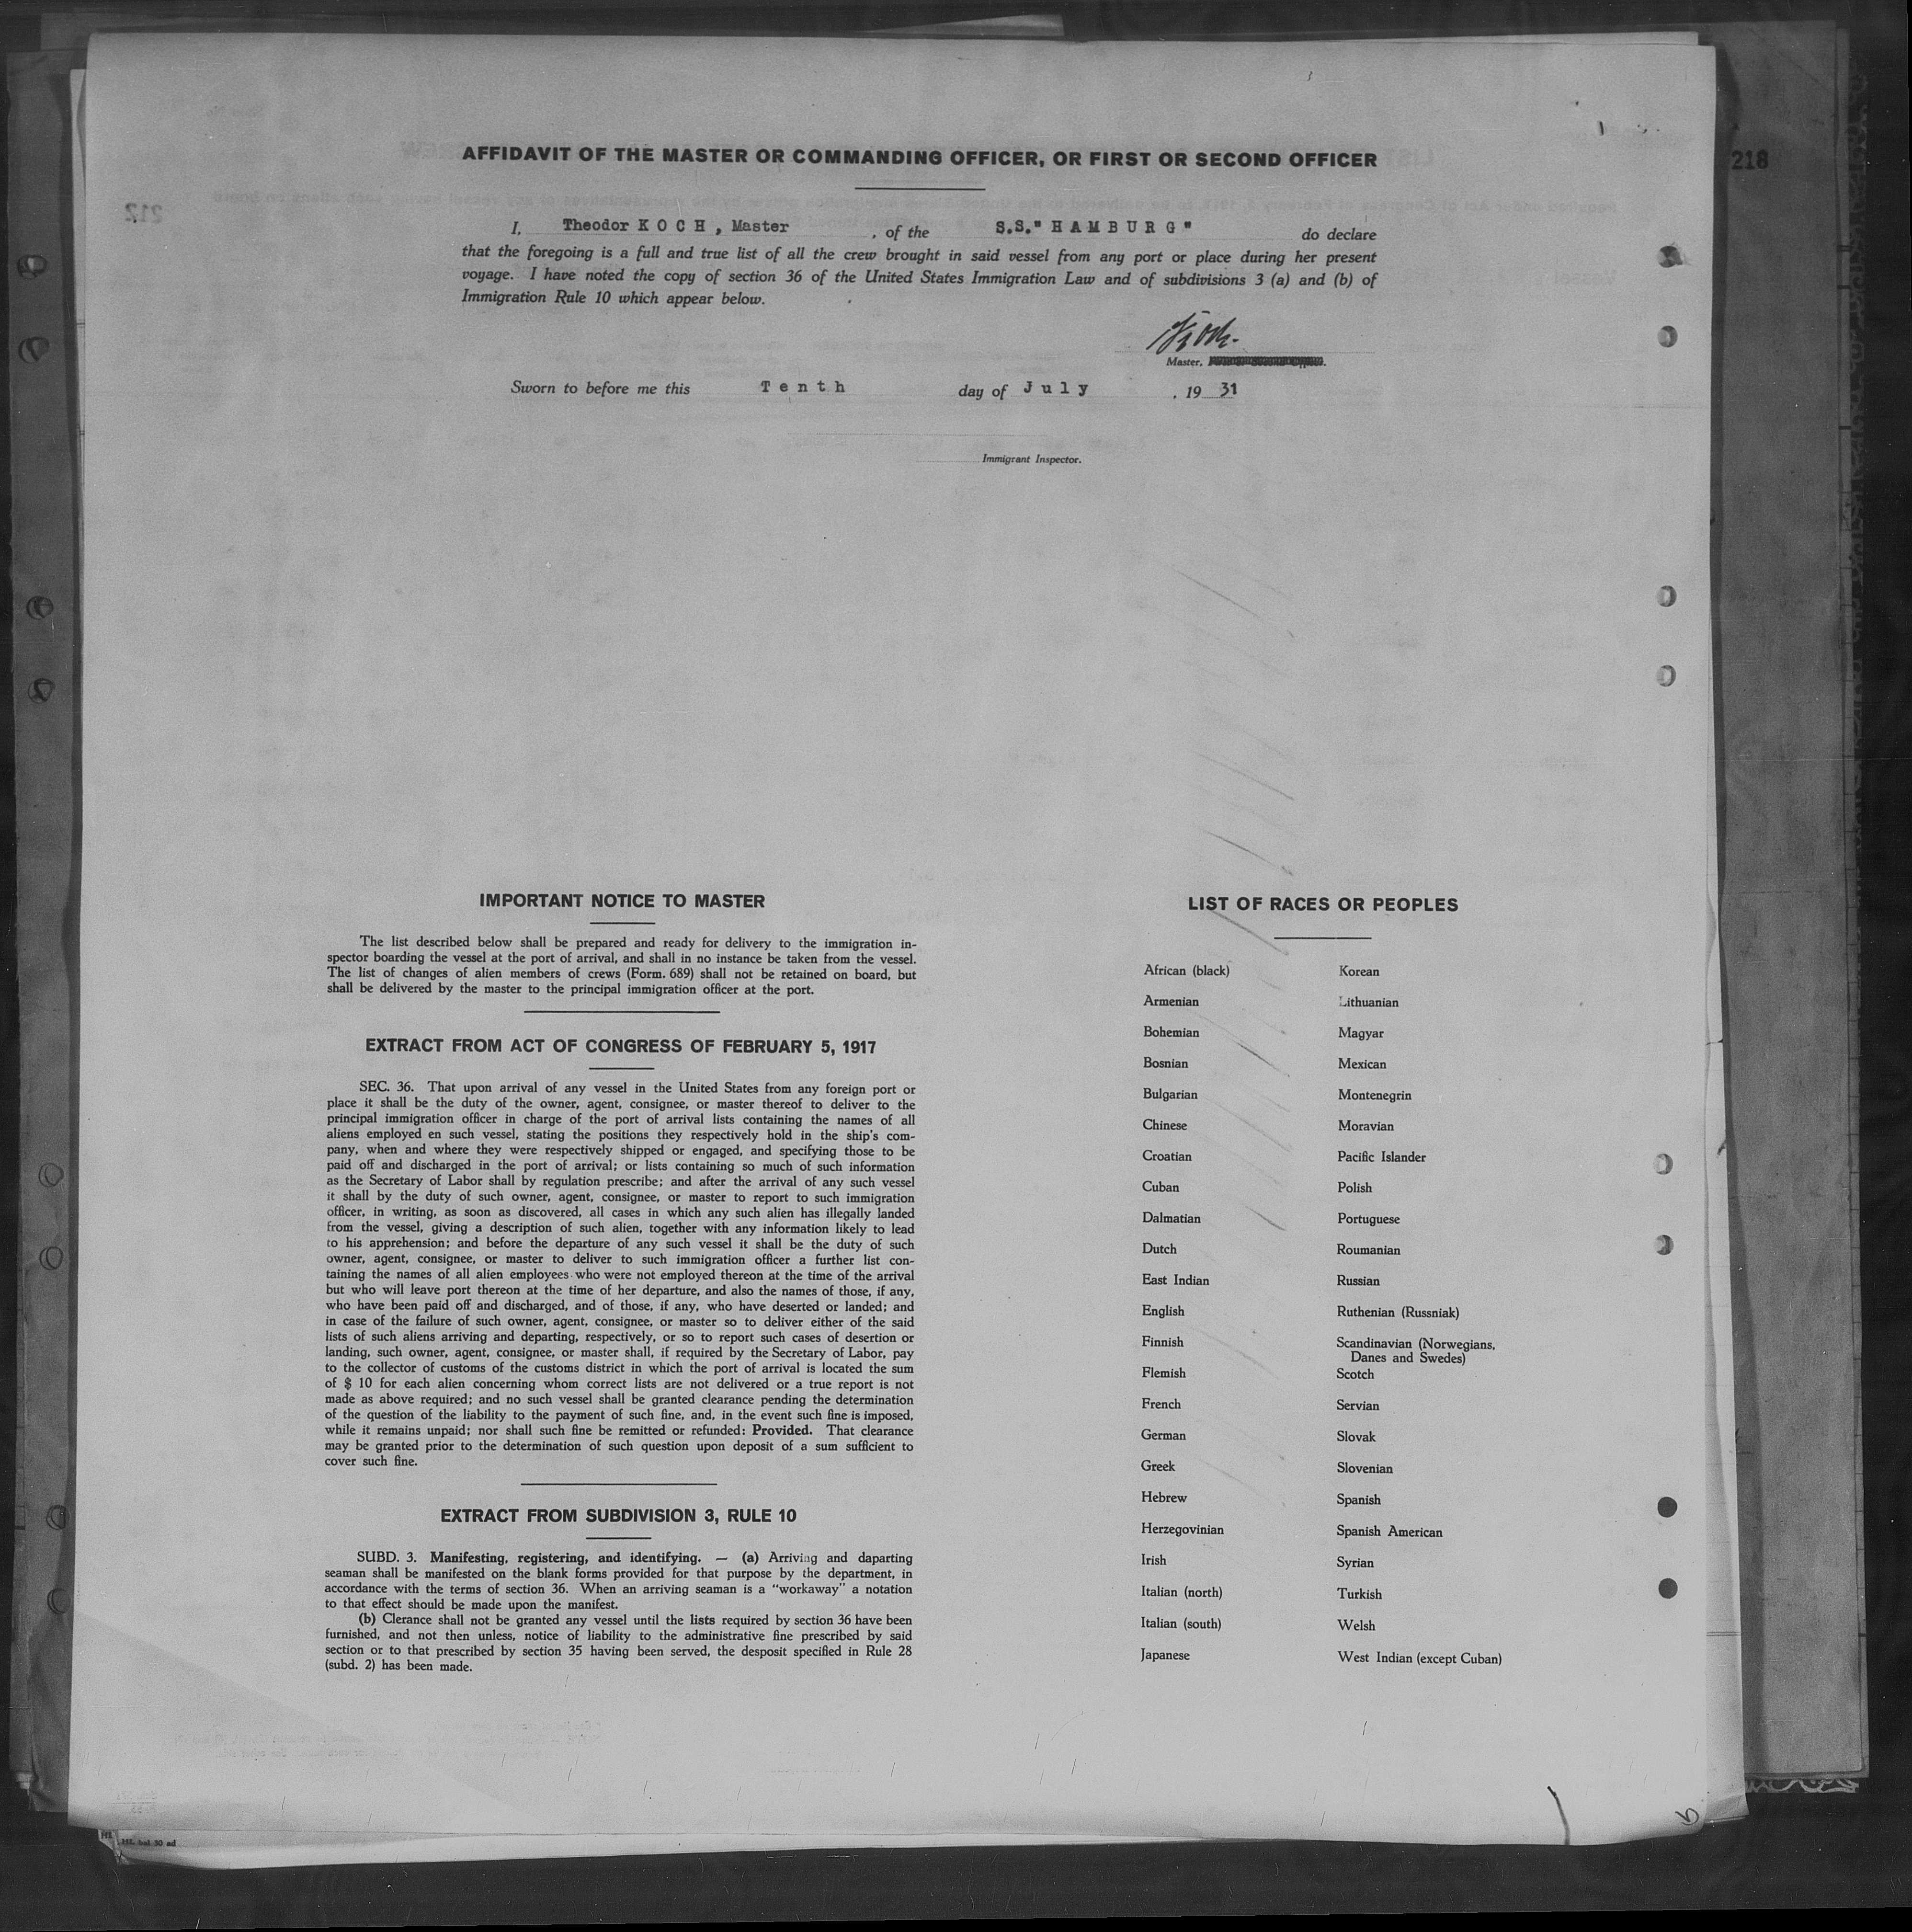 AFFIDAVIT OF THE MASTER OR COMMANDING OFFICER, OR FIRST OR SECOND OFFICER
218
I, Theodor K O C H , Master , of the S.S." H A M B U R G " do declare
that the foregoing is a full and true list of all the crew brought in said vessel from any port or place during her present
voyage. I have noted the copy of section 36 of the United States Immigration Law and of subdivisions 3 (a) and (b) of
Immigration Rule 10 which appear below.
Koch.
Master,
Sworn to before me this T e n t h day of J u l y , 19 31
Immigrant Inspector.
IMPORTANT NOTICE TO MASTER
The list described below shall be prepared and ready for delivery to the immigration in-
spector boarding the vessel at the port of arrival, and shall in no instance be taken from the vessel.
The list of changes of alien members of crews (Form. 689) shall not be retained on board, but
shall be delivered by the master to the principal immigration officer at the port.
EXTRACT FROM ACT OF CONGRESS OF FEBRUARY 5, 1917
SEC. 36. That upon arrival of any vessel in the United States from any foreign port or
place it shall be the duty of the owner, agent, consignee, or master thereof to deliver to the
principal immigration officer in charge of the port of arrival lists containing the names of all
aliens employed en such vessel, stating the positions they respectively hold in the ship's com-
pany, when and where they were respectively shipped or engaged, and specifying those to be
paid off and discharged in the port of arrival; or lists containing so much of such information
as the Secretary of Labor shall by regulation prescribe; and after the arrival of any such vessel
it shall by the duty of such owner, agent, consignee, or master to report to such immigration
officer, in writing, as soon as discovered, all cases in which any such alien has illegally landed
from the vessel, giving a description of such alien, together with any information likely to lead
to his apprehension; and before the departure of any such vessel it shall be the duty of such
owner, agent, consignee, or master to deliver to such immigration officer a further list con-
taining the names of all alien employees who were not employed thereon at the time of the arrival
but who will leave port thereon at the time of her departure, and also the names of those, if any,
who have been paid off and discharged, and of those, if any, who have deserted or landed; and
in case of the failure of such owner, agent, consignee, or master so to deliver either of the said
lists of such aliens arriving and departing, respectively, or so to report such cases of desertion or
landing, such owner, agent, consignee, or master shall, if required by the Secretary of Labor, pay
to the collector of customs of the customs district in which the port of arrival is located the sum
of $ 10 for each alien concerning whom correct lists are not delivered or a true report is not
made as above required; and no such vessel shall be granted clearance pending the determination
of the question of the liability to the payment of such fine, and, in the event such fine is imposed,
while it remains unpaid; nor shall such fine be remitted or refunded: Provided. That clearance
may be granted prior to the determination of such question upon deposit of a sum sufficient to
cover such fine.
EXTRACT FROM SUBDIVISION 3, RULE 10
SUBD. 3. Manifesting, registering, and identifying. — (a) Arriving and daparting
seaman shall be manifested on the blank forms provided for that purpose by the department, in
accordance with the terms of section 36. When an arriving seaman is a "workaway" a notation
to that effect should be made upon the manifest.
(b) Clerance shall not be granted any vessel until the lists required by section 36 have been
furnished, and not then unless, notice of liability to the administrative fine prescribed by said
section or to that prescribed by section 35 having been served, the desposit specified in Rule 28
(subd. 2) has been made.
LIST OF RACES OR PEOPLES
African (black)
Armenian
Bohemian
Bosnian
Bulgarian
Chinese
Croatian
Cuban
Dalmatian
Dutch
East Indian
English
Finnish
Flemish
French
German
Greek
Hebrew
Herzegovinian
Irish
Italian (north)
Italian (south)
Japanese
Korean
Lithuanian
Magyar
Mexican
Montenegrin
Moravian
Pacific Islander
Polish
Portuguese
Roumanian
Russian
Ruthenian (Russniak)
Scandinavian (Norwegians,
Danes and Swedes)
Scotch
Servian
Slovak
Slovenian
Spanish
Spanish American
Syrian
Turkish
Welsh
West Indian (except Cuban)